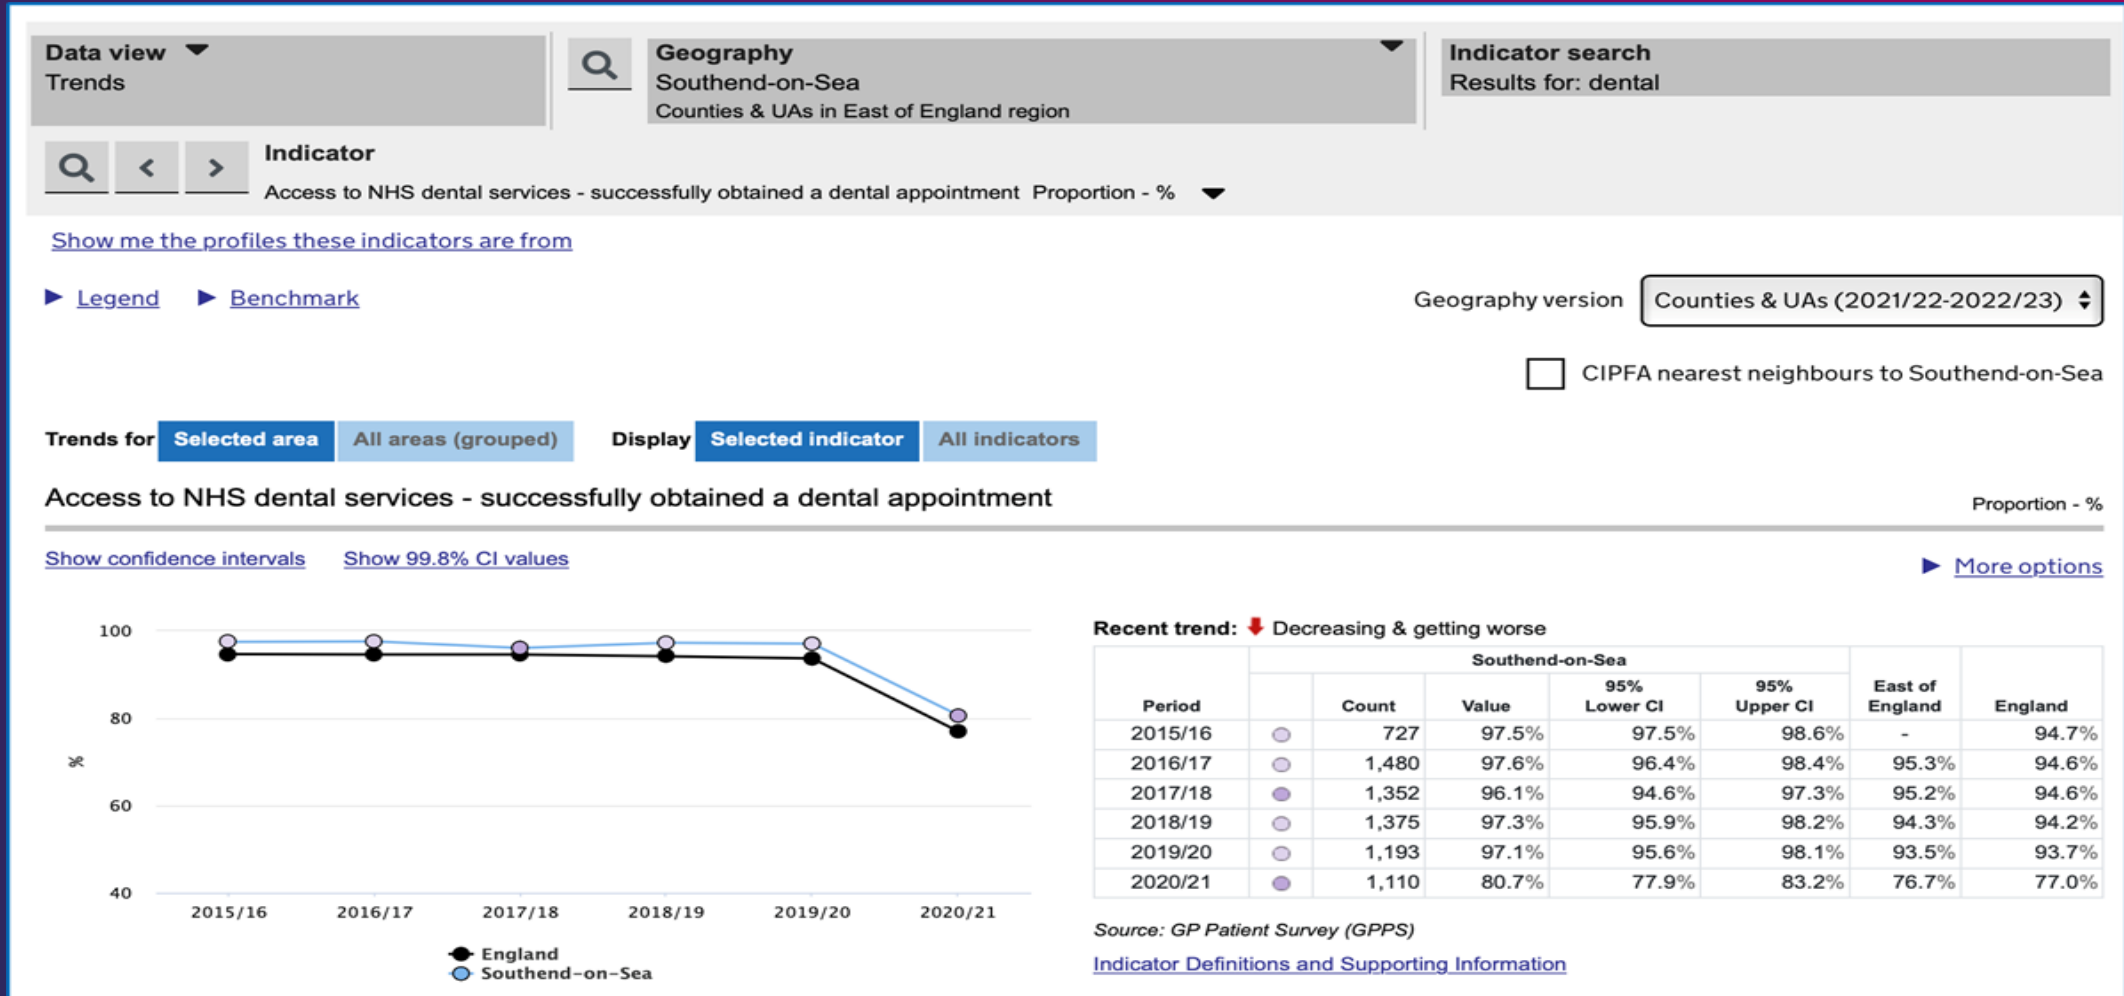 Data view
Trends
Geography
Southend-on-Sea
Counties & UAs in East of England region
Indicator search
Results for: dental
Indicator
Access to NHS dental services - successfully obtained a dental appointment Proportion - %
Show me the profiles these indicators are from
Legend Benchmark
Geography version Counties & UAs (2021/22-2022/23)
CIPFA nearest neighbours to Southend-on-Sea
Trends for Selected area All areas (grouped) Display Selected indicator All indicators
Access to NHS dental services - successfully obtained a dental appointment
Proportion - %
Show confidence intervals Show 99.8% CI values
More options
100
80
%
60
40
2015/16 2016/17 2017/18 2018/19 2019/20 2020/21
England
Southend-on-Sea
Recent trend: Decreasing & getting worse
Southend-on-Sea
Period Count Value 95% Lower CI 95% Upper CI East of England England
2015/16 727 97.5% 97.5% 98.6% - 94.7%
2016/17 1,480 97.6% 96.4% 98.4% 95.3% 94.6%
2017/18 1,352 96.1% 94.6% 97.3% 95.2% 94.6%
2018/19 1,375 97.3% 95.9% 98.2% 94.3% 94.2%
2019/20 1,193 97.1% 95.6% 98.1% 93.5% 93.7%
2020/21 1,110 80.7% 77.9% 83.2% 76.7% 77.0%
Source: GP Patient Survey (GPPS)
Indicator Definitions and Supporting Information